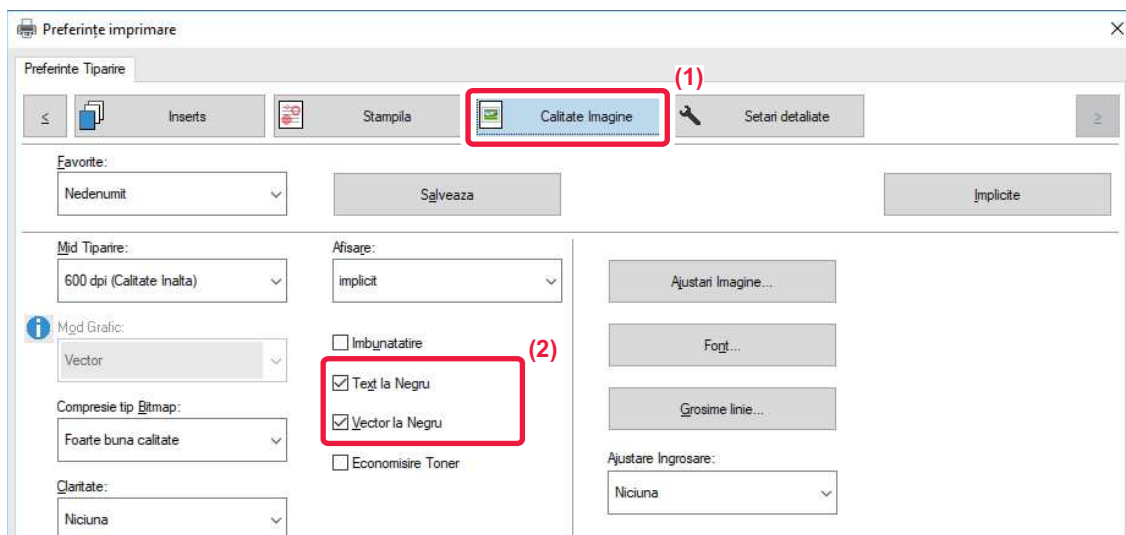 Preferințe imprimare
Preferinte Tiparire
(1)
< Inserts Stampila Calitate Imagine Setari detaliate >
Favorite:
Nedenumit Salveaza Implicite
Mid Tiparire: Afisare:
600 dpi (Calitate Inalta) implicit Ajustari Imagine...
Mod Grafic:
Vector Imbunatatire (2) Font...
Text la Negru
Compresie tip Bitmap: Vector la Negru Grosime linie...
Foarte buna calitate
Economisire Toner Ajustare Ingrosare:
Claritate:
Niciuna Niciuna